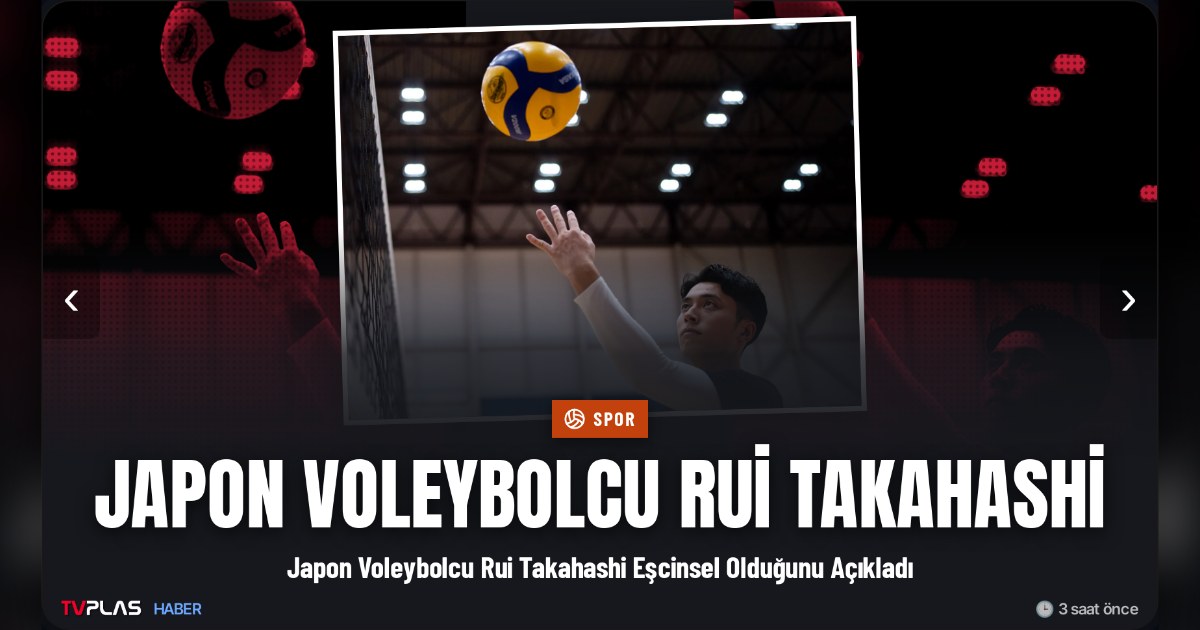 SPOR
JAPON VOLEYBOLCU RUİ TAKAHASHİ
Japon Voleybolcu Rui Takahashi Eşcinsel Olduğunu Açıkladı
TVPLAS HABER
3 saat önce